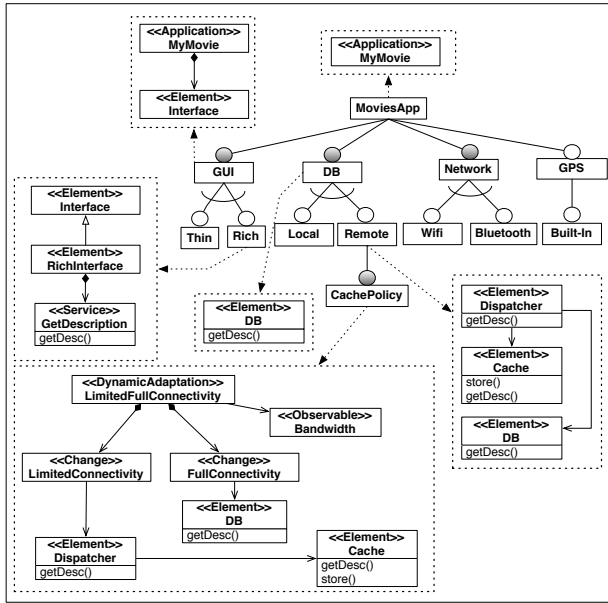 <<Application>>
MyMovie
<<Element>>
Interface
<<Application>>
MyMovie
MoviesApp
GUI
DB
Network
GPS
Thin
Rich
Local
Remote
Wifi
Bluetooth
Built-In
CachePolicy
<<Element>>
Interface
<<Element>>
RichInterface
<<Service>>
GetDescription
getDesc()
<<Element>>
DB
getDesc()
<<Element>>
Dispatcher
getDesc()
<<Element>>
Cache
store()
getDesc()
<<Element>>
DB
getDesc()
<<DynamicAdaptation>>
LimitedFullConnectivity
<<Observable>>
Bandwidth
<<Change>>
LimitedConnectivity
<<Change>>
FullConnectivity
<<Element>>
DB
getDesc()
<<Element>>
Dispatcher
getDesc()
<<Element>>
Cache
getDesc()
store()